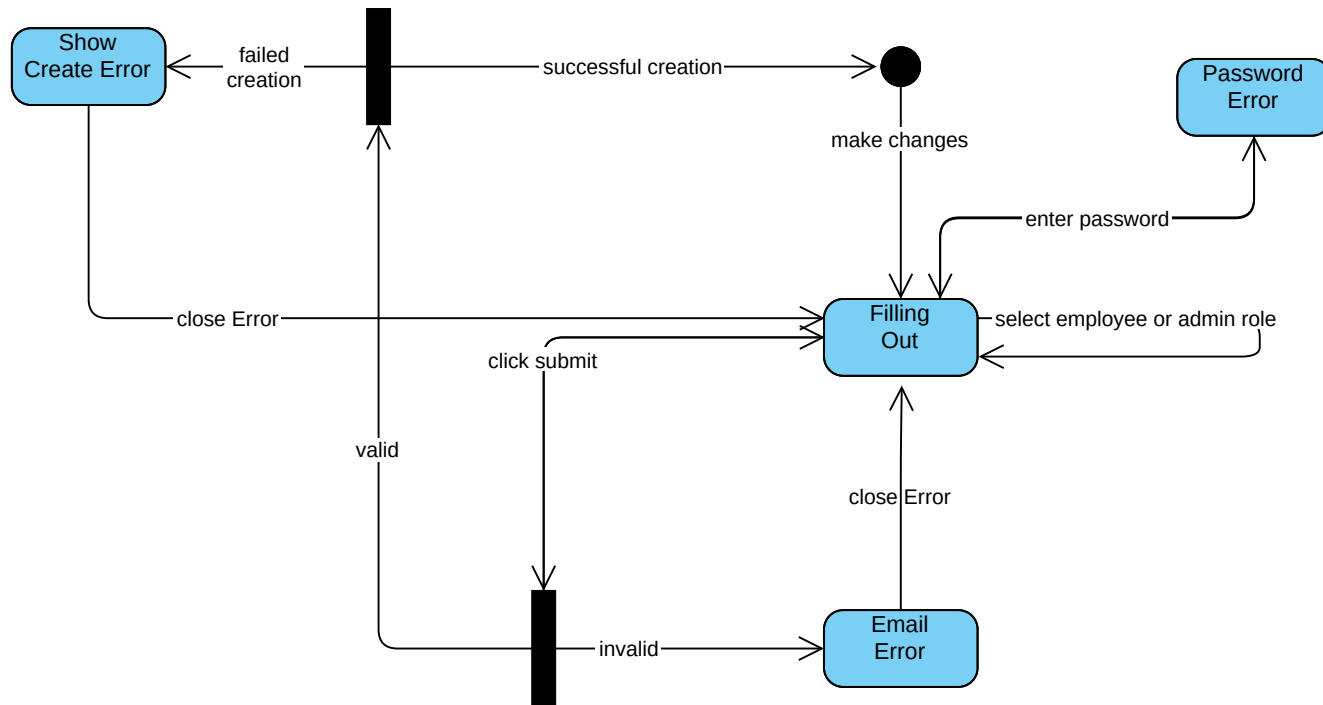 Show
Create Error
failed
creation
successful creation
Password
Error
make changes
enter password
close Error
Filling
Out
select employee or admin role
click submit
valid
close Error
invalid
Email
Error